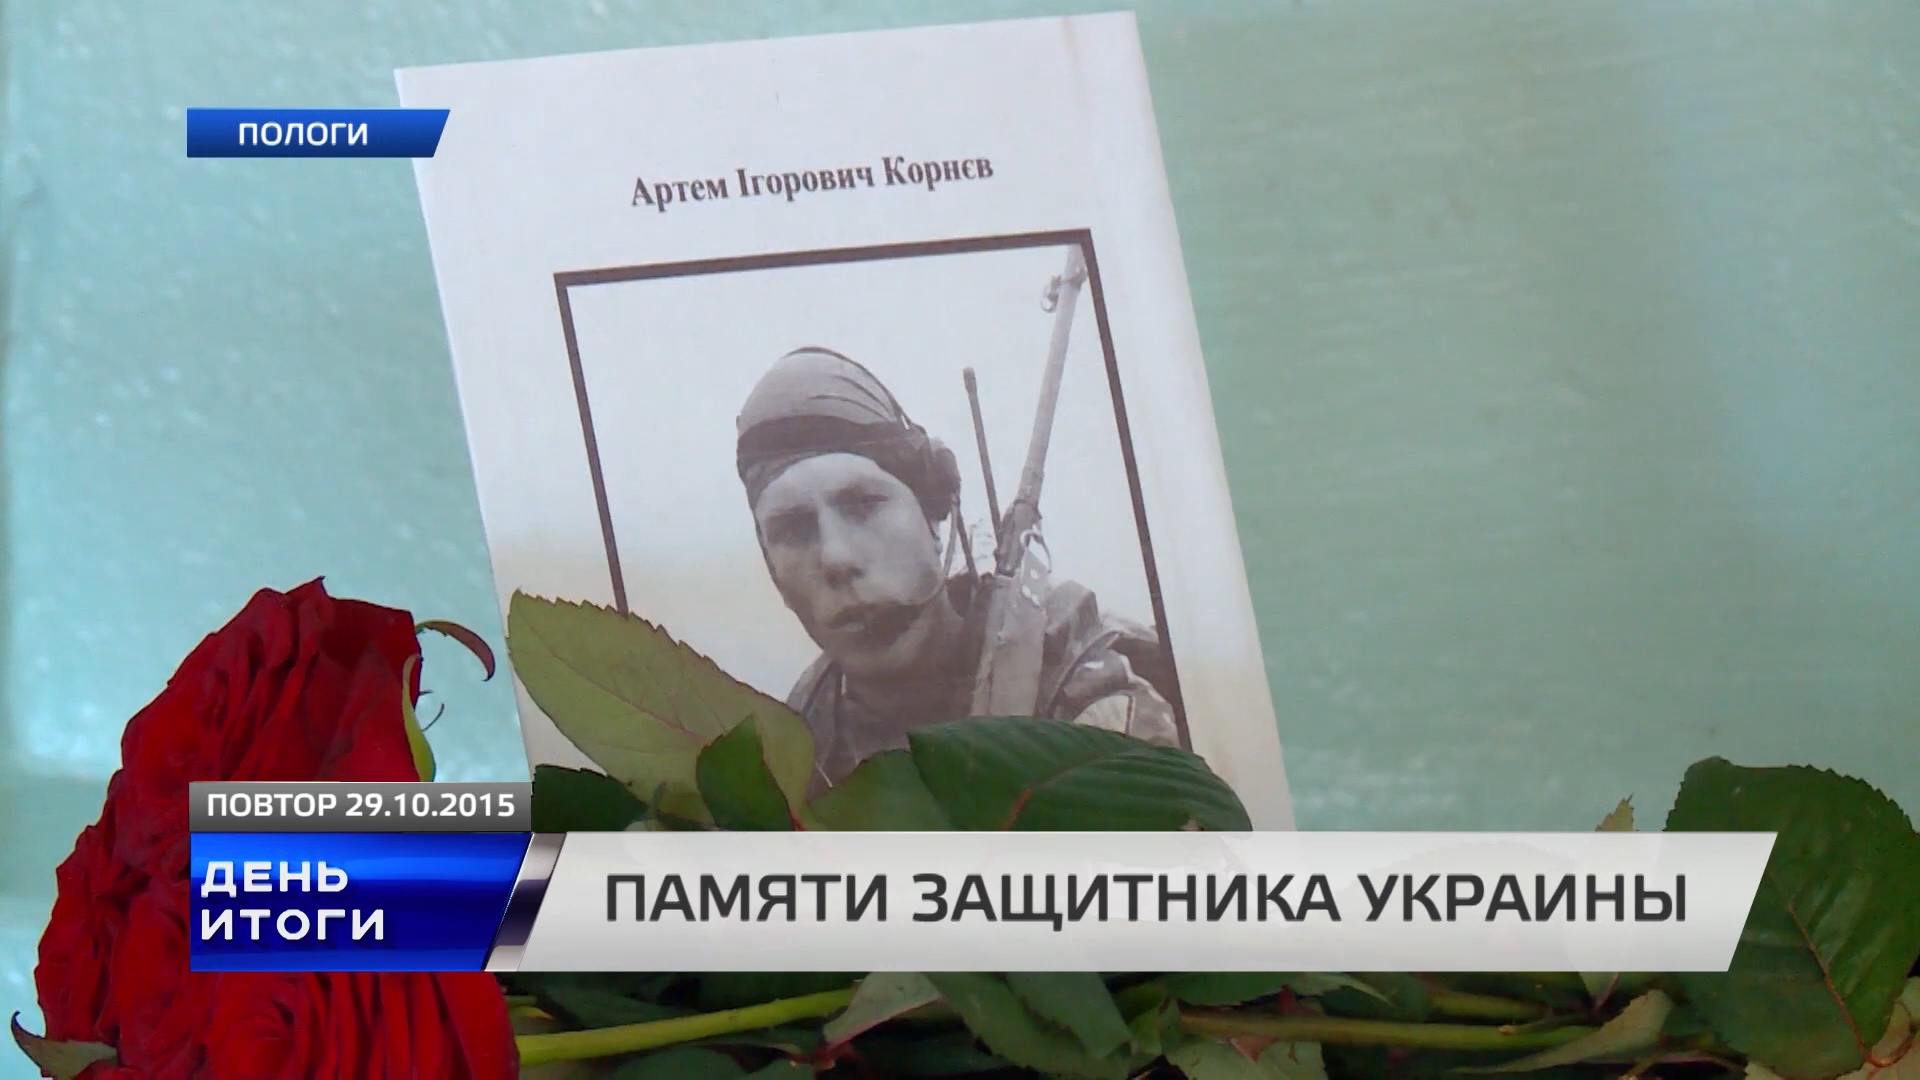 ПОЛОГИ
Артем Ігорович Корнєв
ПОВТОР 29.10.2015
ДЕНЬ
ИТОГИ
ПАМЯТИ ЗАЩИТНИКА УКРАИНЫ